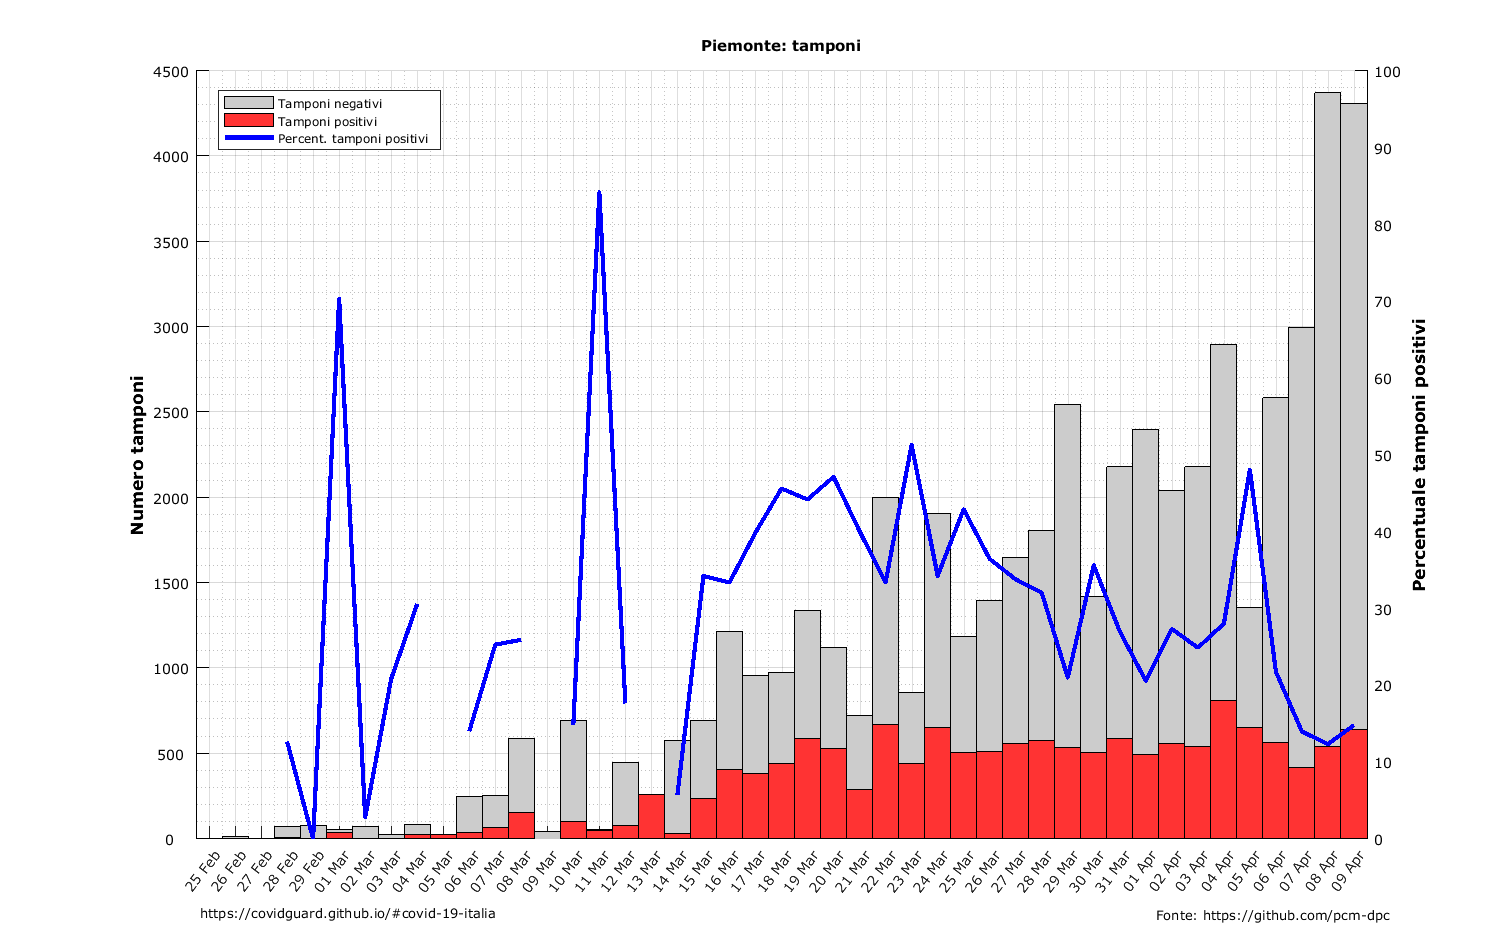 Piemonte: tamponi
Tamponi negativi
Tamponi positivi
Percent. tamponi positivi
Numero tamponi
4500
4000
3500
3000
2500
2000
1500
1000
500
0
Percentuale tamponi positivi
100
90
80
70
60
50
40
30
20
10
0
25 Feb
26 Feb
27 Feb
28 Feb
29 Feb
01 Mar
02 Mar
03 Mar
04 Mar
05 Mar
06 Mar
07 Mar
08 Mar
09 Mar
10 Mar
11 Mar
12 Mar
13 Mar
14 Mar
15 Mar
16 Mar
17 Mar
18 Mar
19 Mar
20 Mar
21 Mar
22 Mar
23 Mar
24 Mar
25 Mar
26 Mar
27 Mar
28 Mar
29 Mar
30 Mar
31 Mar
01 Apr
02 Apr
03 Apr
04 Apr
05 Apr
06 Apr
07 Apr
08 Apr
09 Apr
https://covidguard.github.io/#covid-19-italia
Fonte: https://github.com/pcm-dpc